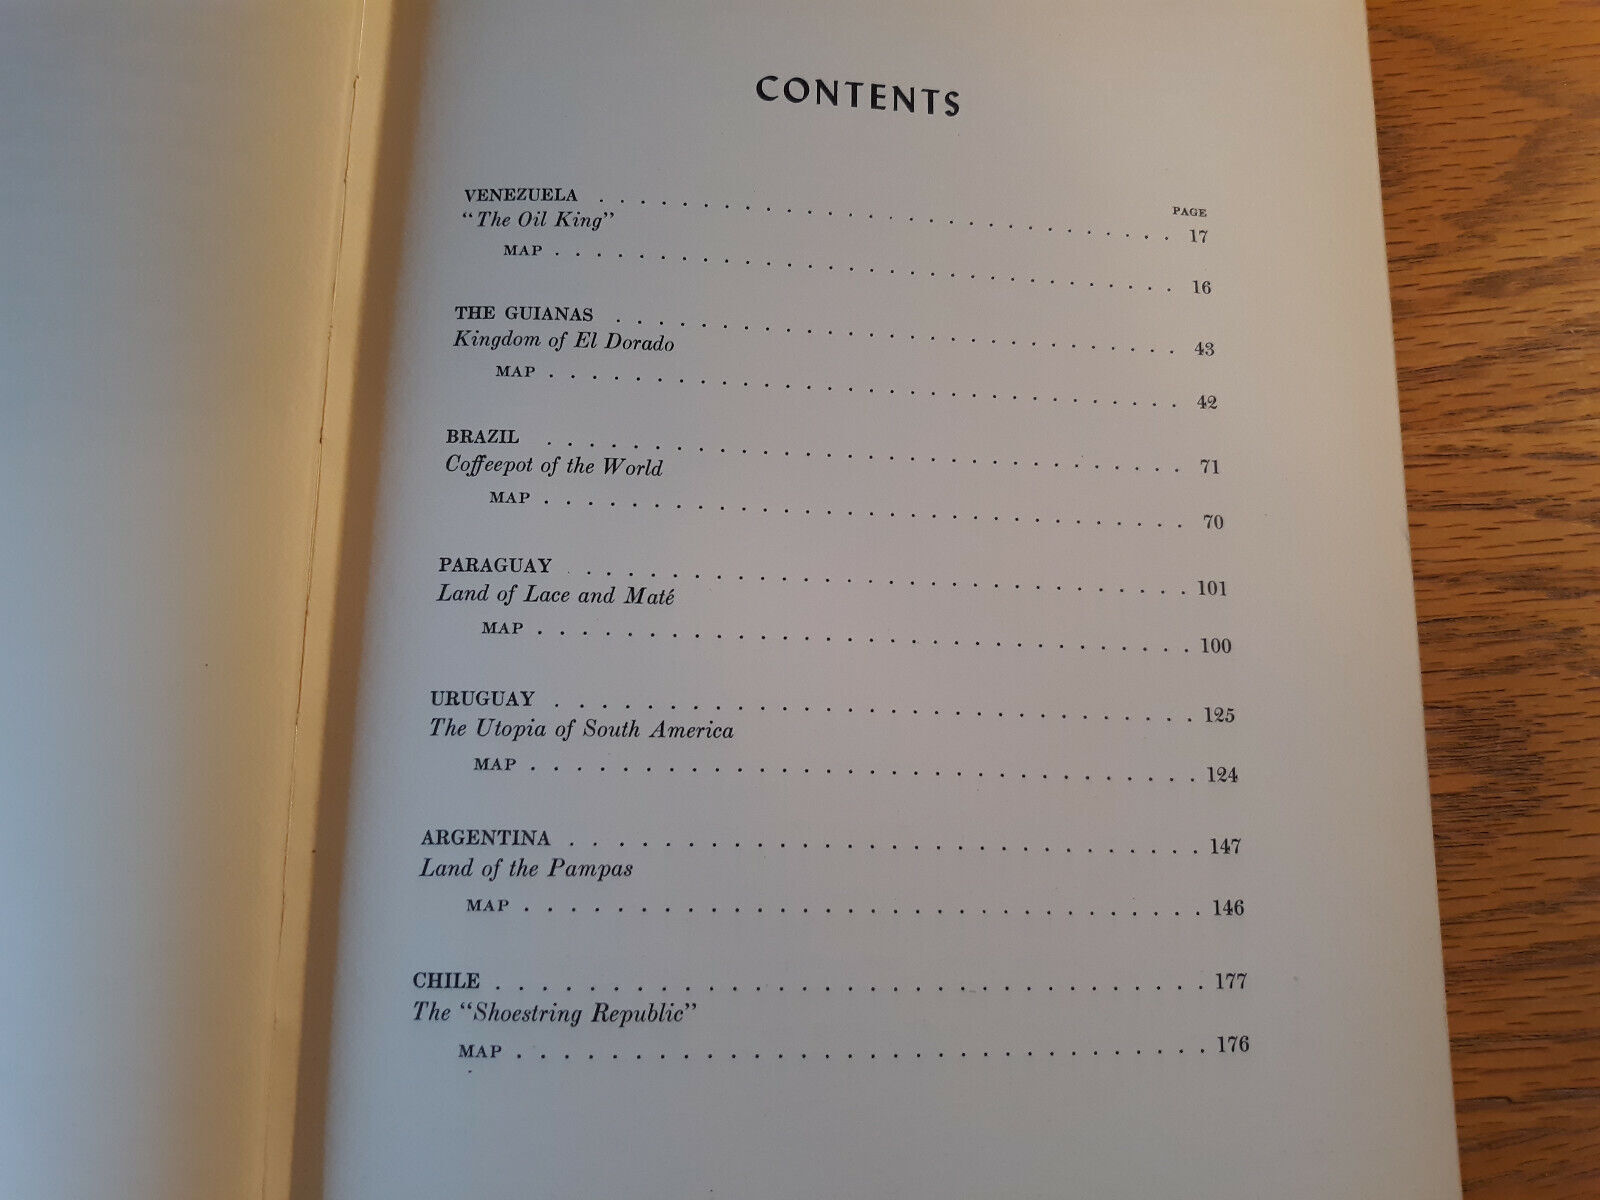 CONTENTS
PAGE
VENEZUELA . . . . . . . . . . . . . . . . . . . . . . . . . . . . 17
"The Oil King"
MAP . . . . . . . . . . . . . . . . . . . . . . . . . . . . . . 16
THE GUIANAS . . . . . . . . . . . . . . . . . . . . . . . . . . . 43
Kingdom of El Dorado
MAP . . . . . . . . . . . . . . . . . . . . . . . . . . . . . . 42
BRAZIL . . . . . . . . . . . . . . . . . . . . . . . . . . . . . . 71
Coffeepot of the World
MAP . . . . . . . . . . . . . . . . . . . . . . . . . . . . . . 70
PARAGUAY . . . . . . . . . . . . . . . . . . . . . . . . . . . . 101
Land of Lace and Maté
MAP . . . . . . . . . . . . . . . . . . . . . . . . . . . . . . 100
URUGUAY . . . . . . . . . . . . . . . . . . . . . . . . . . . . 125
The Utopia of South America
MAP . . . . . . . . . . . . . . . . . . . . . . . . . . . . . . 124
ARGENTINA . . . . . . . . . . . . . . . . . . . . . . . . . . . 147
Land of the Pampas
MAP . . . . . . . . . . . . . . . . . . . . . . . . . . . . . . 146
CHILE . . . . . . . . . . . . . . . . . . . . . . . . . . . . . . 177
The "Shoestring Republic"
MAP . . . . . . . . . . . . . . . . . . . . . . . . . . . . . . 176